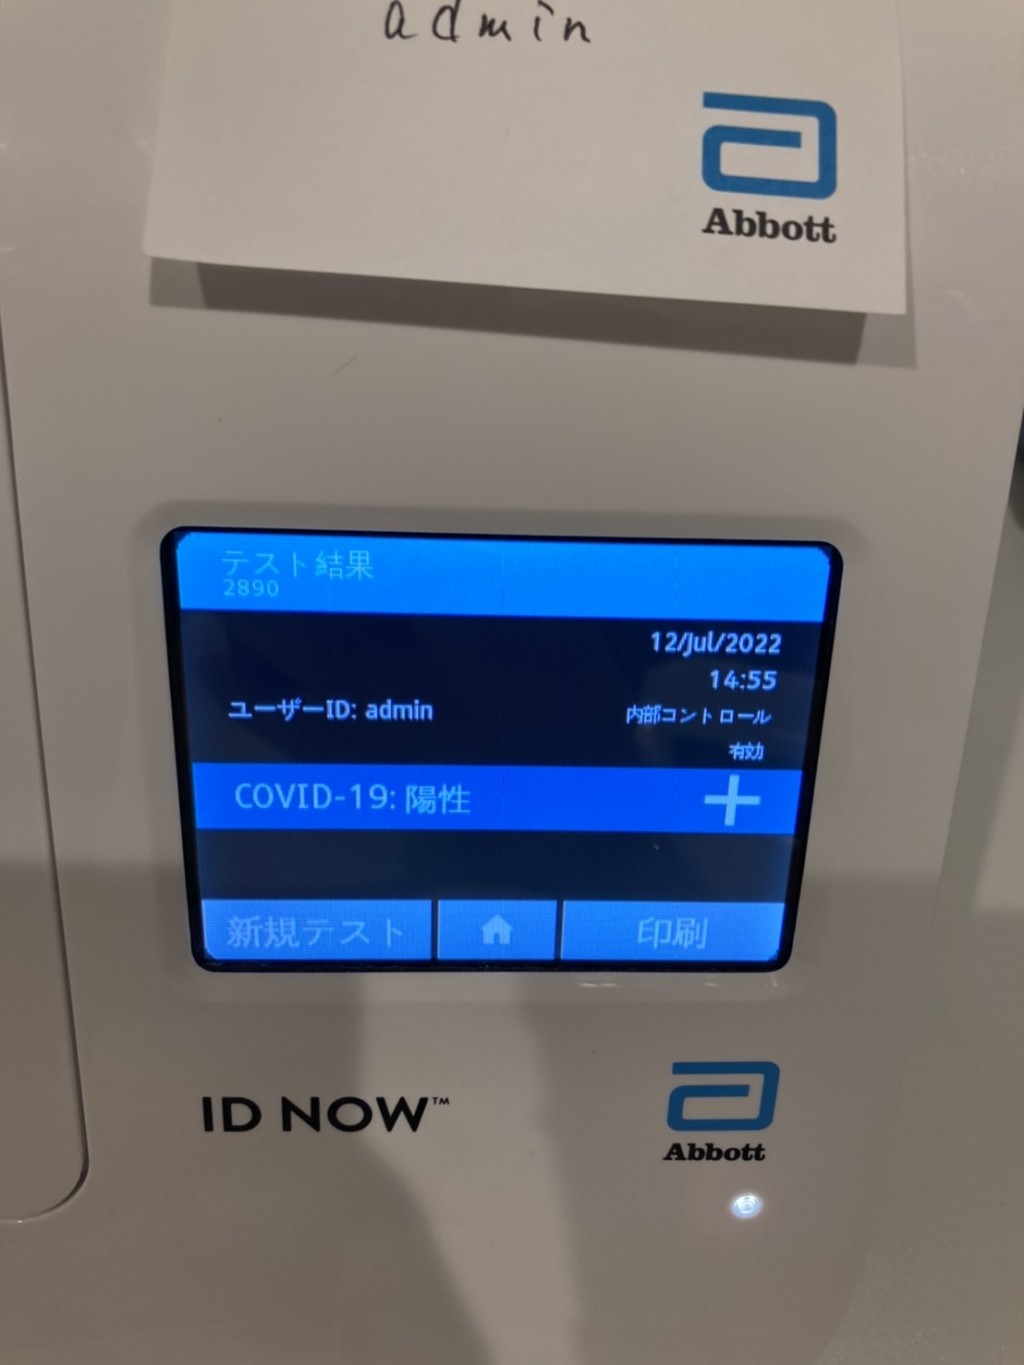 admin
Abbott
テスト結果
2890
12/Jul/2022
14:55
ユーザーID: admin
内部コントロール
有効
COVID-19: 陽性
新規テスト
印刷
ID NOW™
Abbott